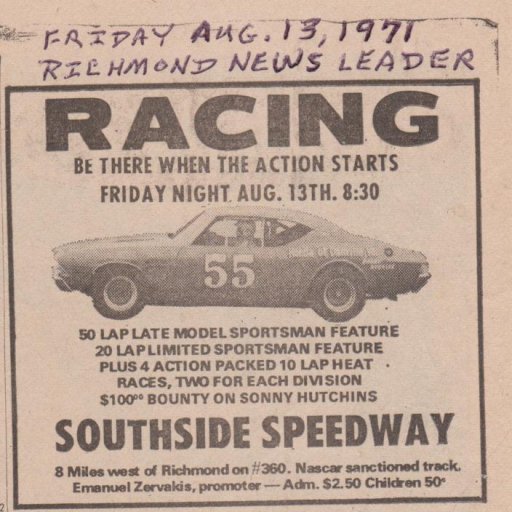 FRIDAY AUG. 13, 1971
RICHMOND NEWS LEADER
RACING
BE THERE WHEN THE ACTION STARTS
FRIDAY NIGHT AUG. 13TH. 8:30
55
50 LAP LATE MODEL SPORTSMAN FEATURE
20 LAP LIMITED SPORTSMAN FEATURE
PLUS 4 ACTION PACKED 10 LAP HEAT
RACES, TWO FOR EACH DIVISION
$100⁰⁰ BOUNTY ON SONNY HUTCHINS
SOUTHSIDE SPEEDWAY
8 Miles west of Richmond on #360. Nascar sanctioned track.
Emanuel Zervakis, promoter — Adm. $2.50 Children 50ᶜ